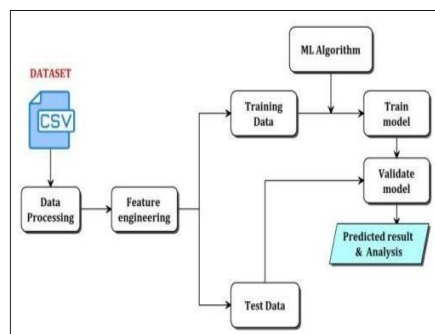 DATASET
CSV
Data
Processing
Feature
engineering
ML Algorithm
Training
Data
Train
model
Validate
model
Predicted result
& Analysis
Test Data